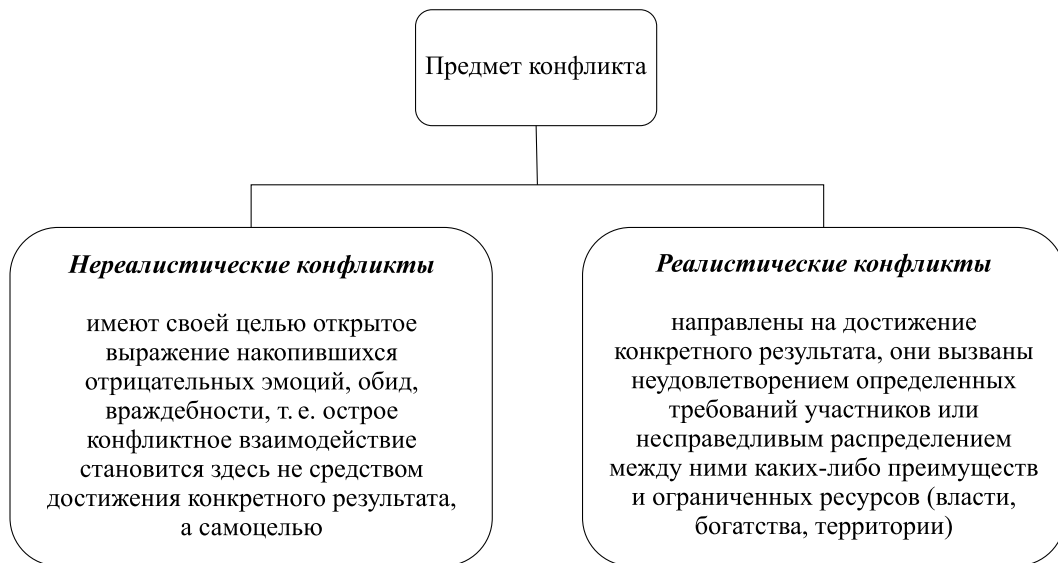 Предмет конфликта
Нереалистические конфликты
имеют своей целью открытое
выражение накопившихся
отрицательных эмоций, обид,
враждебности, т. е. острое
конфликтное взаимодействие
становится здесь не средством
достижения конкретного результата,
а самоцелью
Реалистические конфликты
направлены на достижение
конкретного результата, они вызваны
неудовлетворением определенных
требований участников или
несправедливым распределением
между ними каких-либо преимуществ
и ограниченных ресурсов (власти,
богатства, территории)